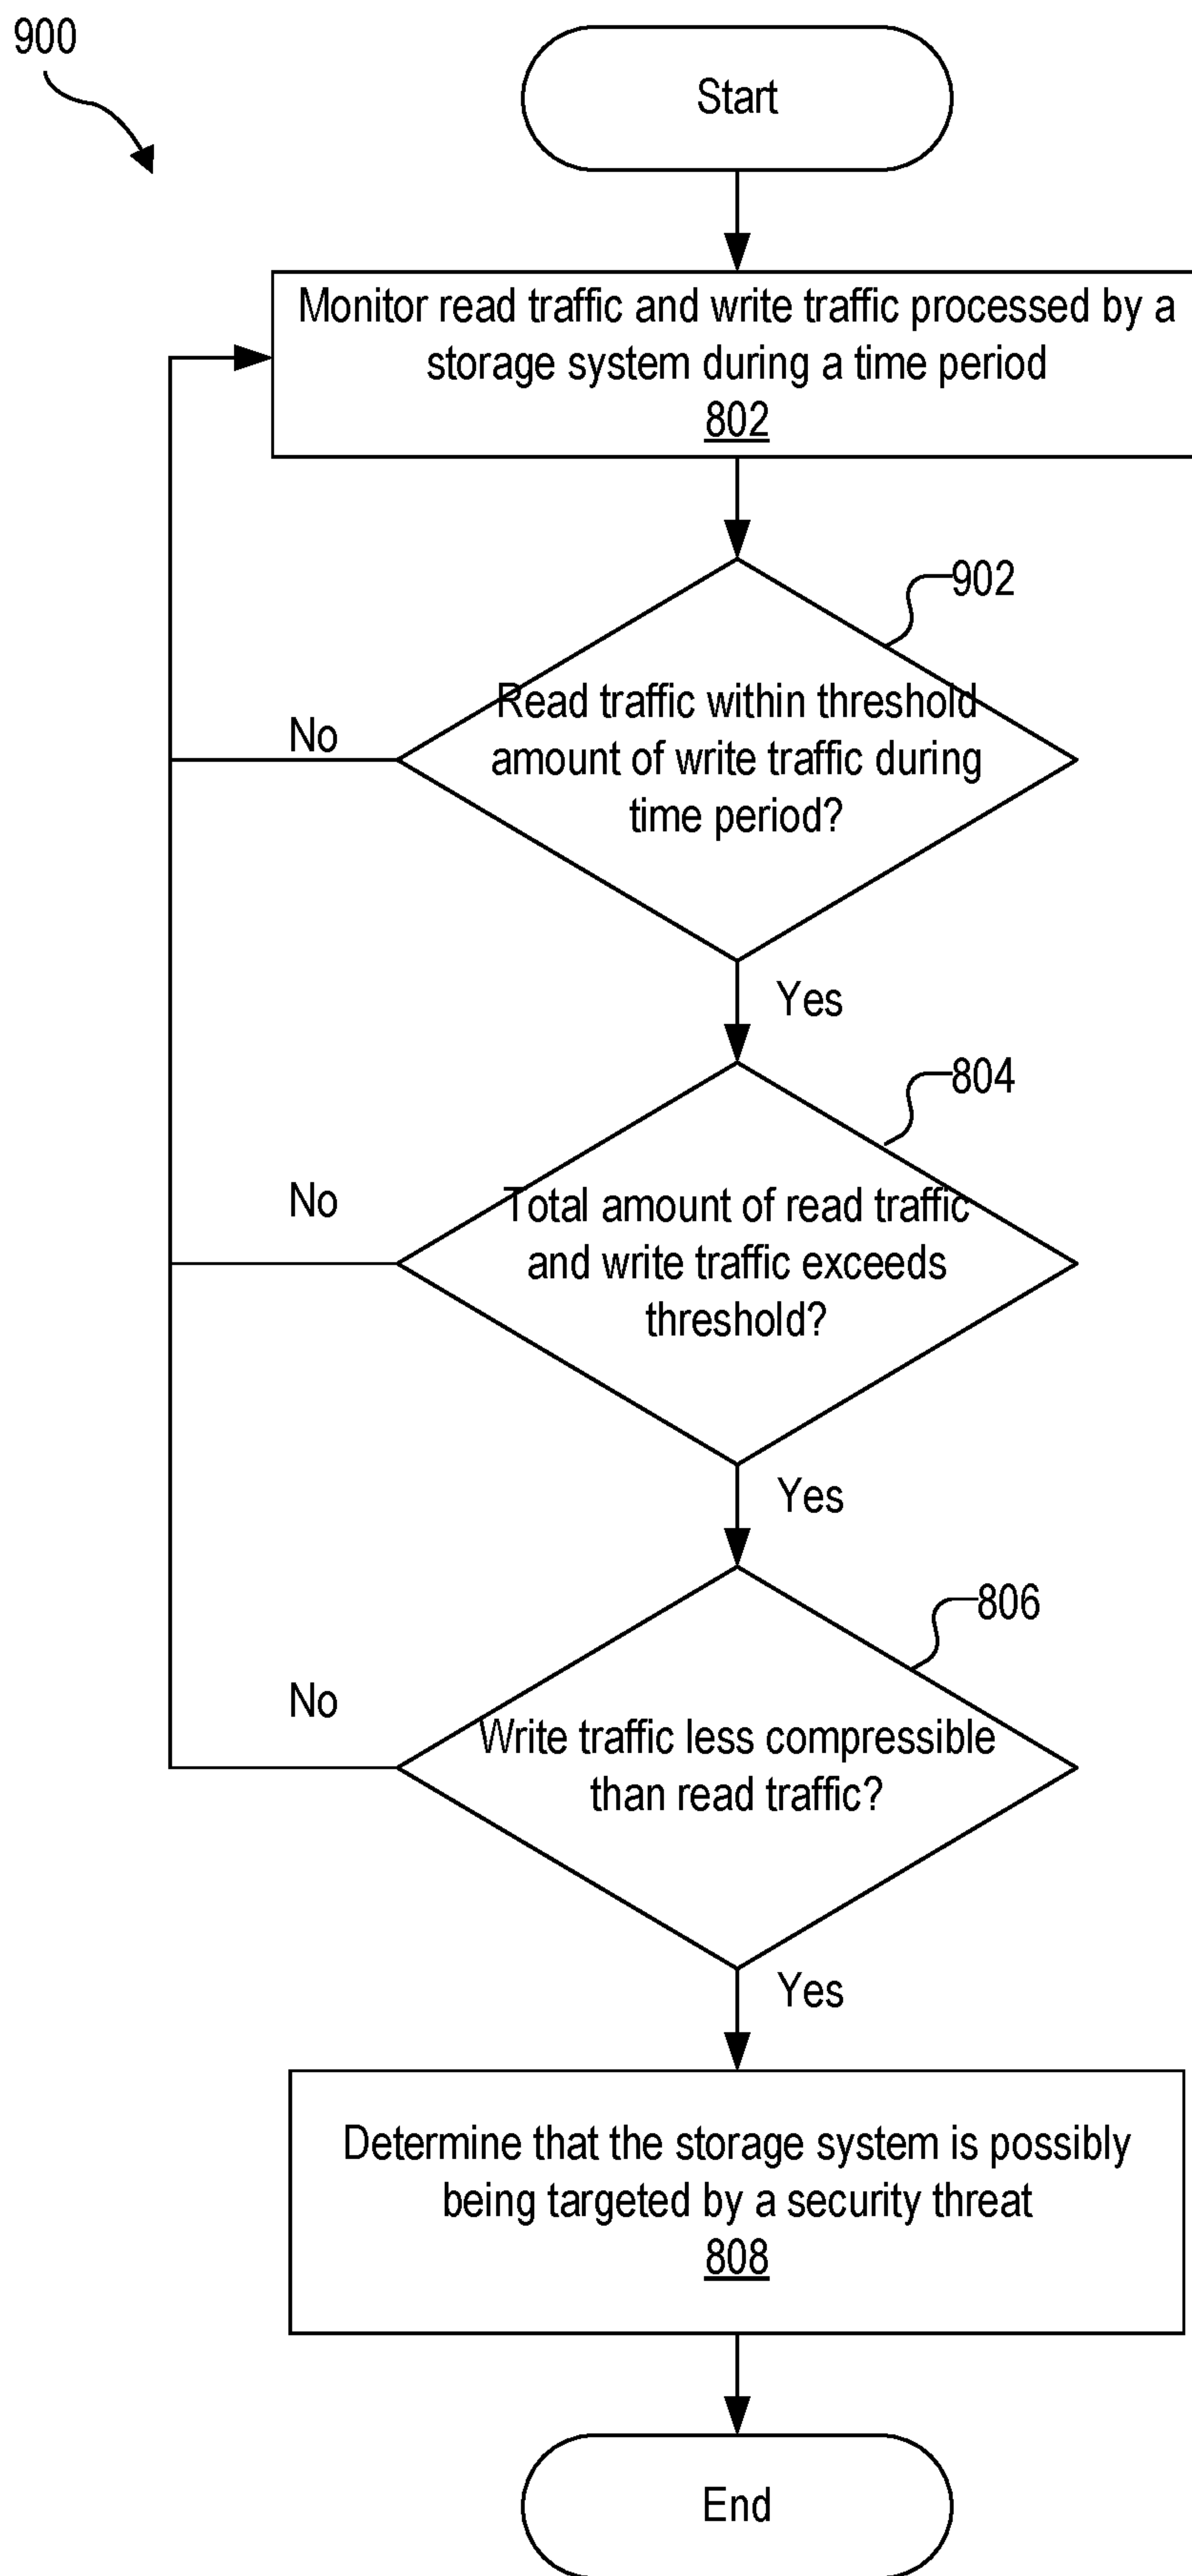 900
Start
Monitor read traffic and write traffic processed by a
storage system during a time period
802
902
Read traffic within threshold
amount of write traffic during
time period?
No
Yes
804
Total amount of read traffic
and write traffic exceeds
threshold?
No
Yes
806
Write traffic less compressible
than read traffic?
No
Yes
Determine that the storage system is possibly
being targeted by a security threat
808
End